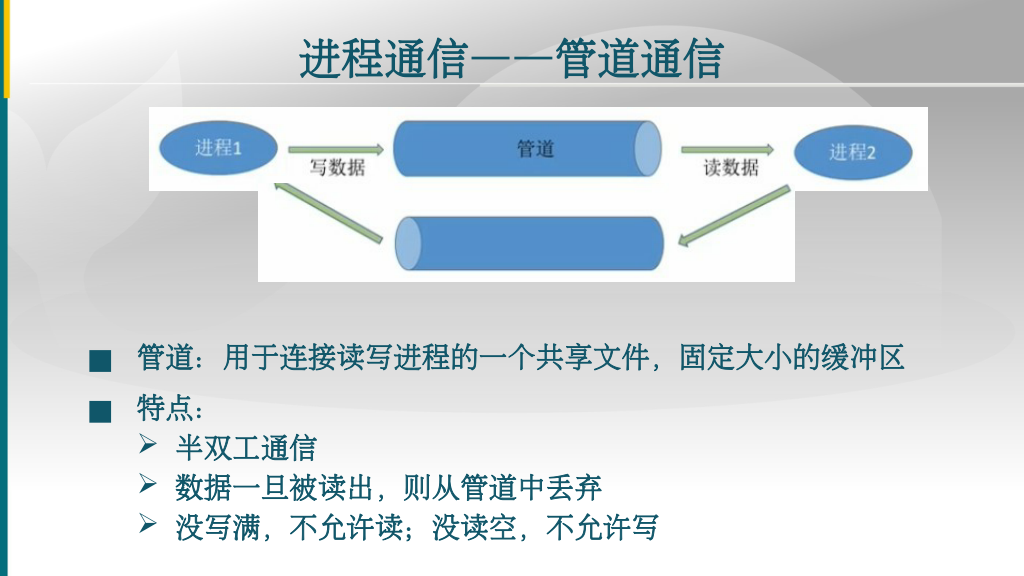 进程通信——管道通信
进程1
管道
进程2
写数据
读数据
管道：用于连接读写进程的一个共享文件，固定大小的缓冲区
特点：
半双工通信
数据一旦被读出，则从管道中丢弃
没写满，不允许读；没读空，不允许写